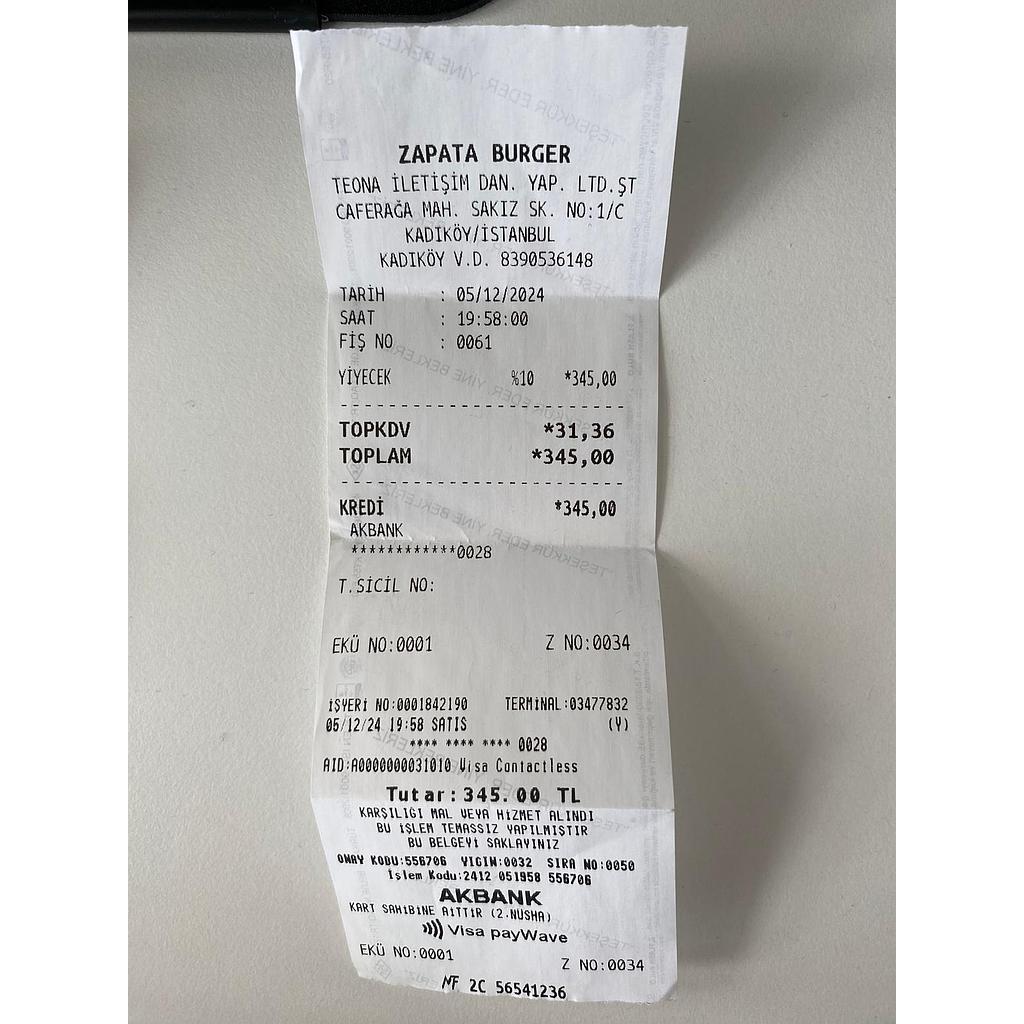 ZAPATA BURGER
TEONA İLETİŞİM DAN. YAP. LTD.ŞT
CAFERAĞA MAH. SAKIZ SK. NO:1/C
KADIKÖY/İSTANBUL
KADIKÖY V.D. 8390536148
TARİH : 05/12/2024
SAAT : 19:58:00
FİŞ NO : 0061
YİYECEK %10 *345,00
TOPKDV *31,36
TOPLAM *345,00
KREDİ *345,00
AKBANK
************0028
T.SİCİL NO:
EKÜ NO:0001 Z NO:0034
İŞYERİ NO:0001842190 TERMİNAL:03477832
05/12/24 19:58 SATIS (Y)
**** **** **** 0028
AID:A0000000031010 Visa Contactless
Tutar:345.00 TL
KARŞILIĞI MAL VEYA HİZMET ALINDI
BU İŞLEM TEMASSIZ YAPILMIŞTIR
BU BELGEYİ SAKLAYINIZ
ONAY KODU:556706 YIGIN:0032 SIRA NO:0050
İşlem Kodu:2412 051958 556706
AKBANK
KART SAHİBİNE AİTTİR (2.NÜSHA)
Visa payWave
EKÜ NO:0001 Z NO:0034
MF 2C 56541236